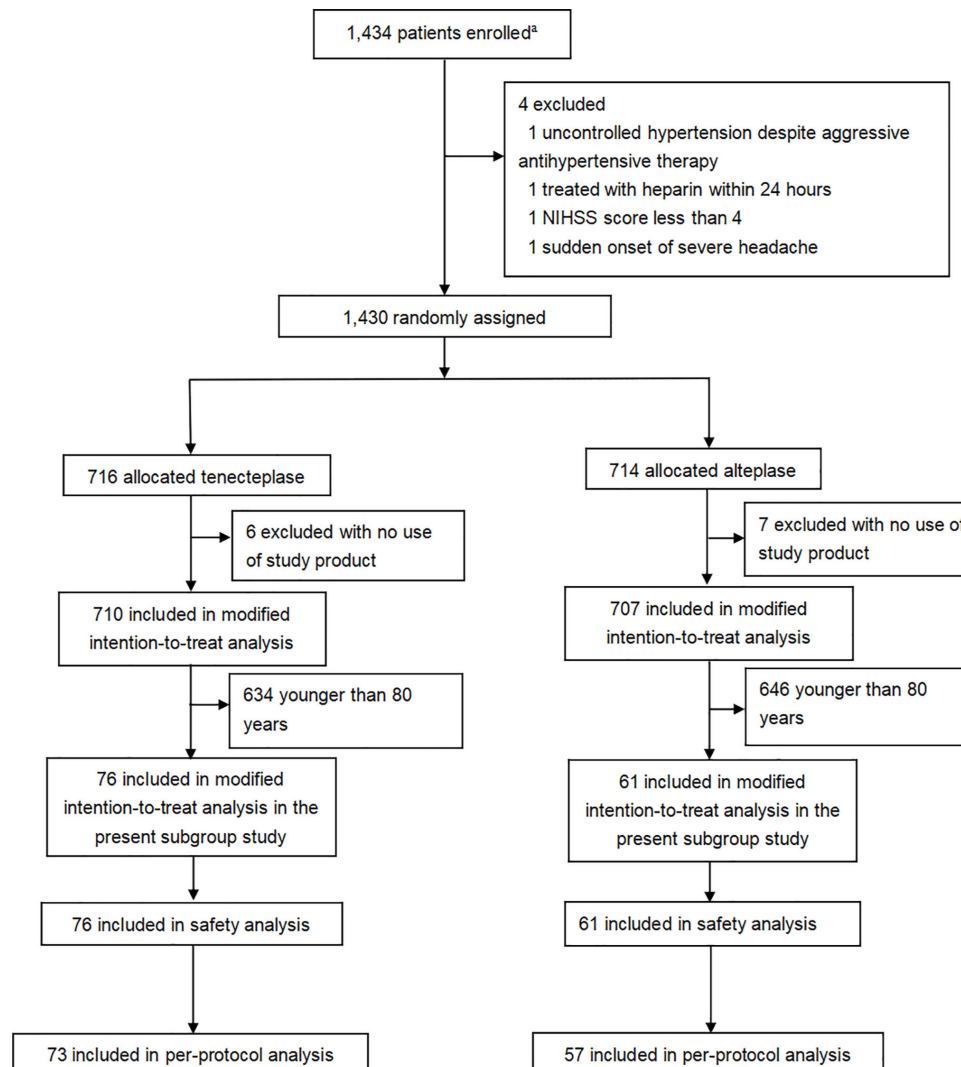 1,434 patients enrolledª
4 excluded
1 uncontrolled hypertension despite aggressive
antihypertensive therapy
1 treated with heparin within 24 hours
1 NIHSS score less than 4
1 sudden onset of severe headache
1,430 randomly assigned
716 allocated tenecteplase
714 allocated alteplase
6 excluded with no use
of study product
7 excluded with no use of
study product
710 included in modified
intention-to-treat analysis
707 included in modified
intention-to-treat analysis
634 younger than 80
years
646 younger than 80
years
76 included in modified
intention-to-treat analysis in the
present subgroup study
61 included in modified
intention-to-treat analysis in the
present subgroup study
76 included in safety analysis
61 included in safety analysis
73 included in per-protocol analysis
57 included in per-protocol analysis